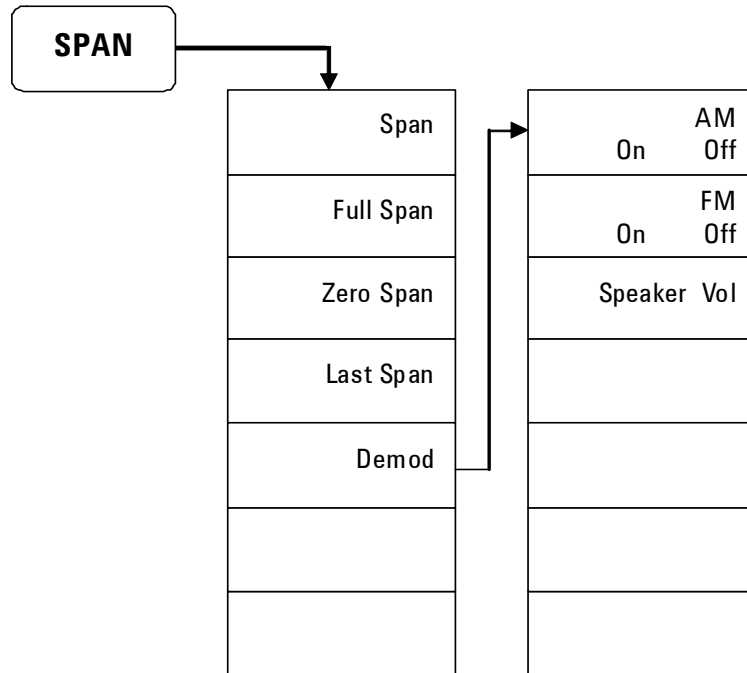 SPAN
Span
Full Span
Zero Span
Last Span
Demod
AM
On Off
FM
On Off
Speaker Vol